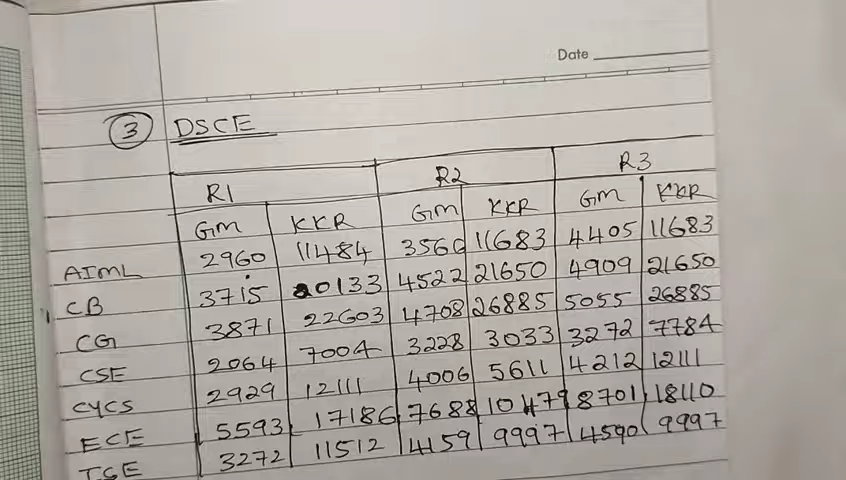 Date
3 DSCE
R1 R2 R3
GM KKR GM KKR GM KKR
AIML 2960 11484 3560 11683 4405 11683
CB 3715 20133 4522 21650 4909 21650
CG 3871 22603 4708 26885 5055 26885
CSE 2064 7004 3228 3033 3272 7784
CYCS 2929 12111 4006 5611 4212 12111
ECE 5593 17186 7688 10479 8701 18110
ISE 3272 11512 4159 9997 4590 9997